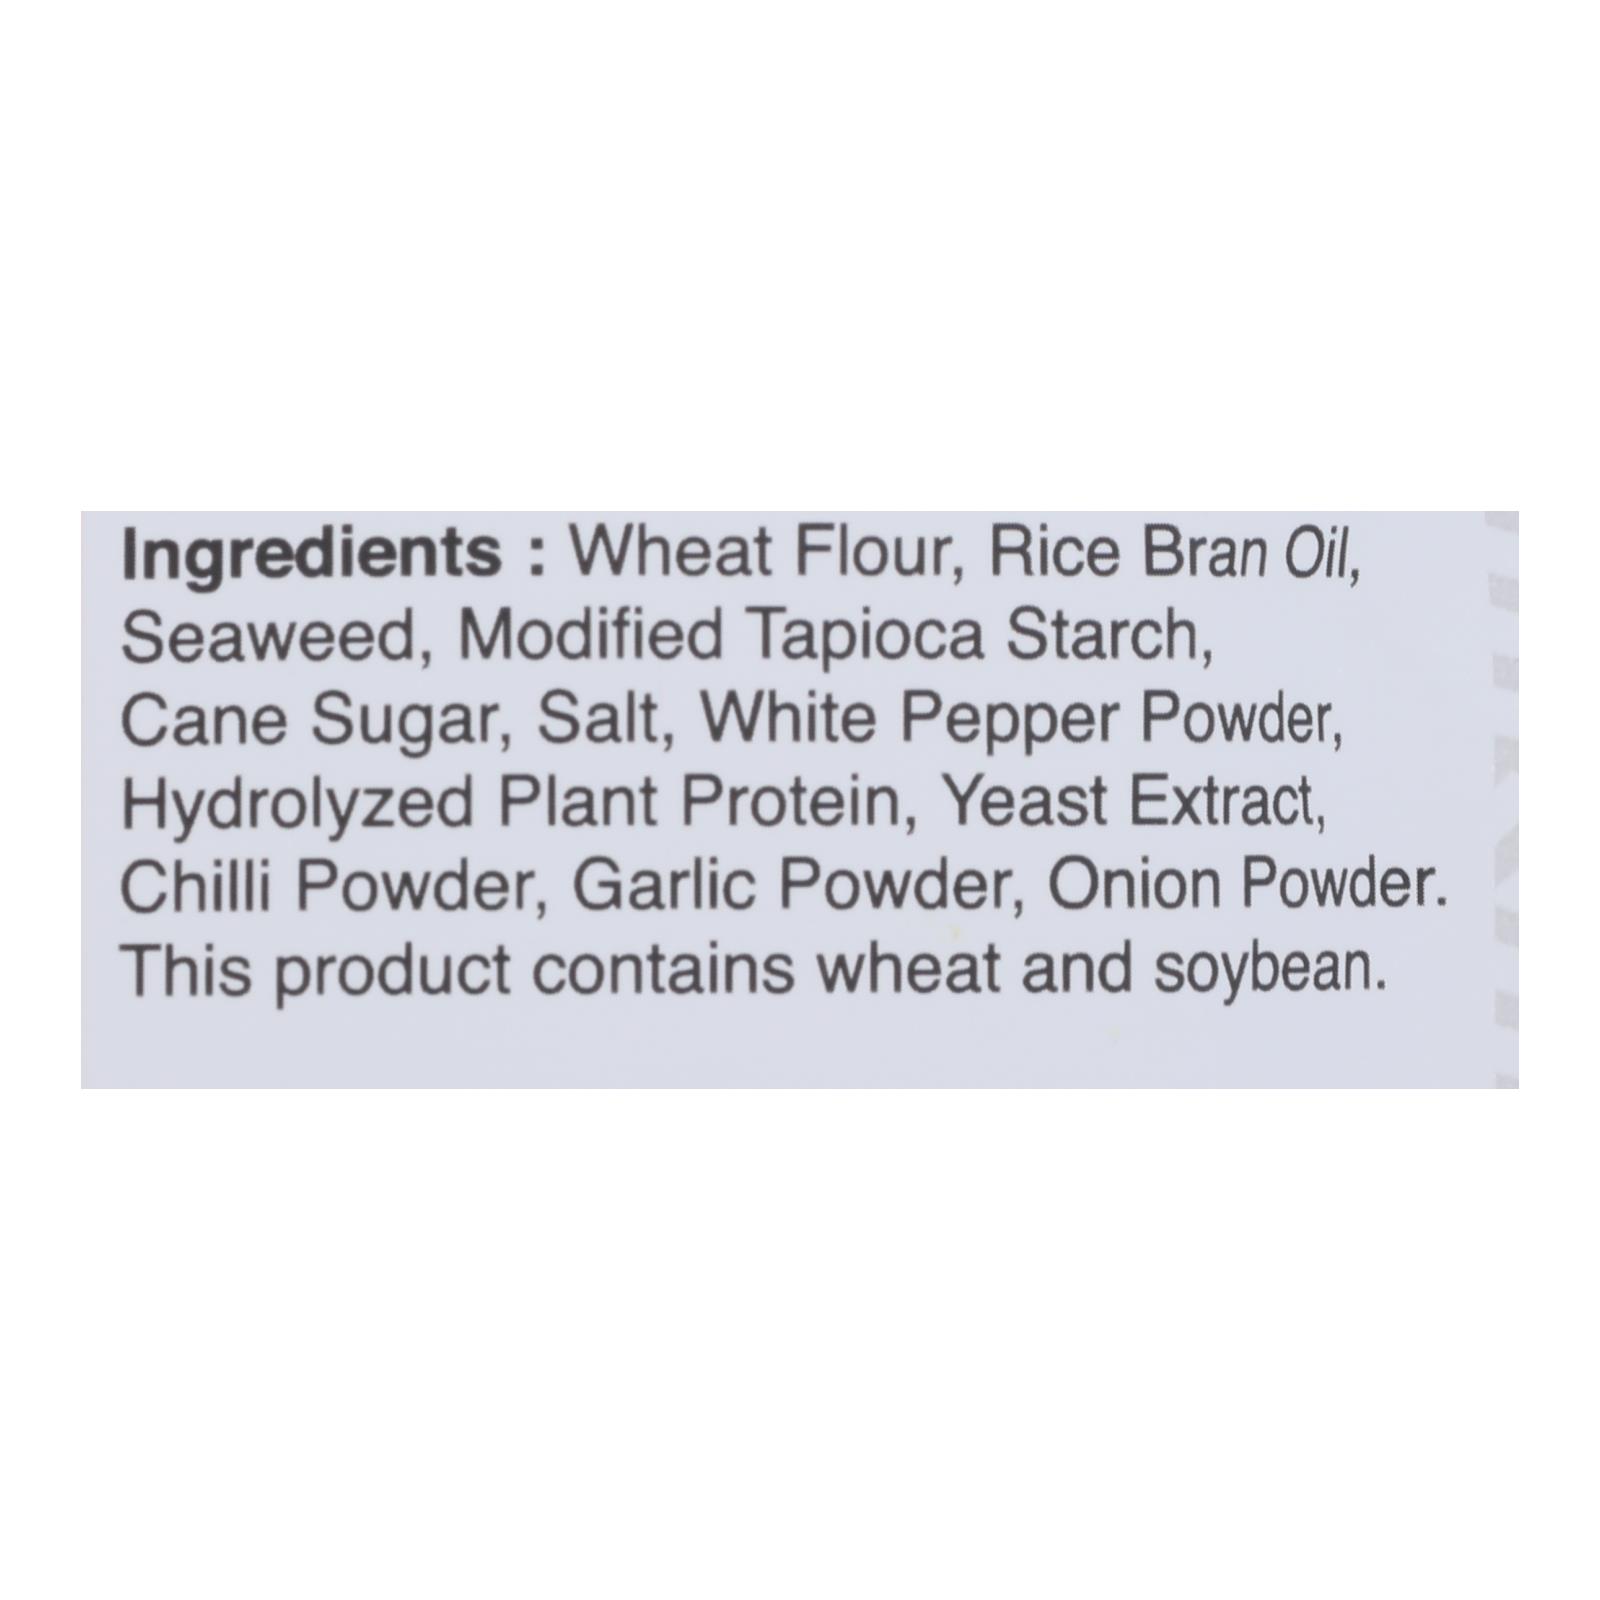 Ingredients : Wheat Flour, Rice Bran Oil,
Seaweed, Modified Tapioca Starch,
Cane Sugar, Salt, White Pepper Powder,
Hydrolyzed Plant Protein, Yeast Extract,
Chilli Powder, Garlic Powder, Onion Powder.
This product contains wheat and soybean.